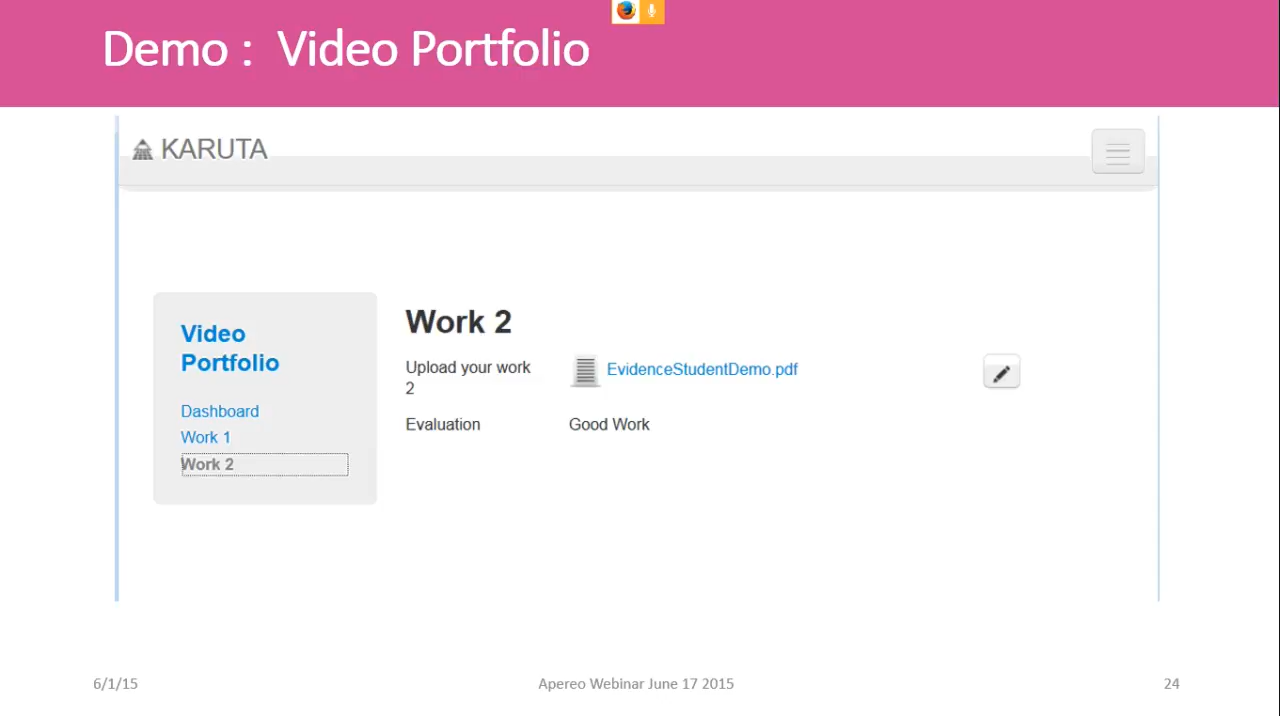 Demo : Video Portfolio
KARUTA
Video
Portfolio
Dashboard
Work 1
Work 2
Work 2
Upload your work
2
EvidenceStudentDemo.pdf
Evaluation
Good Work
6/1/15
Apereo Webinar June 17 2015
24